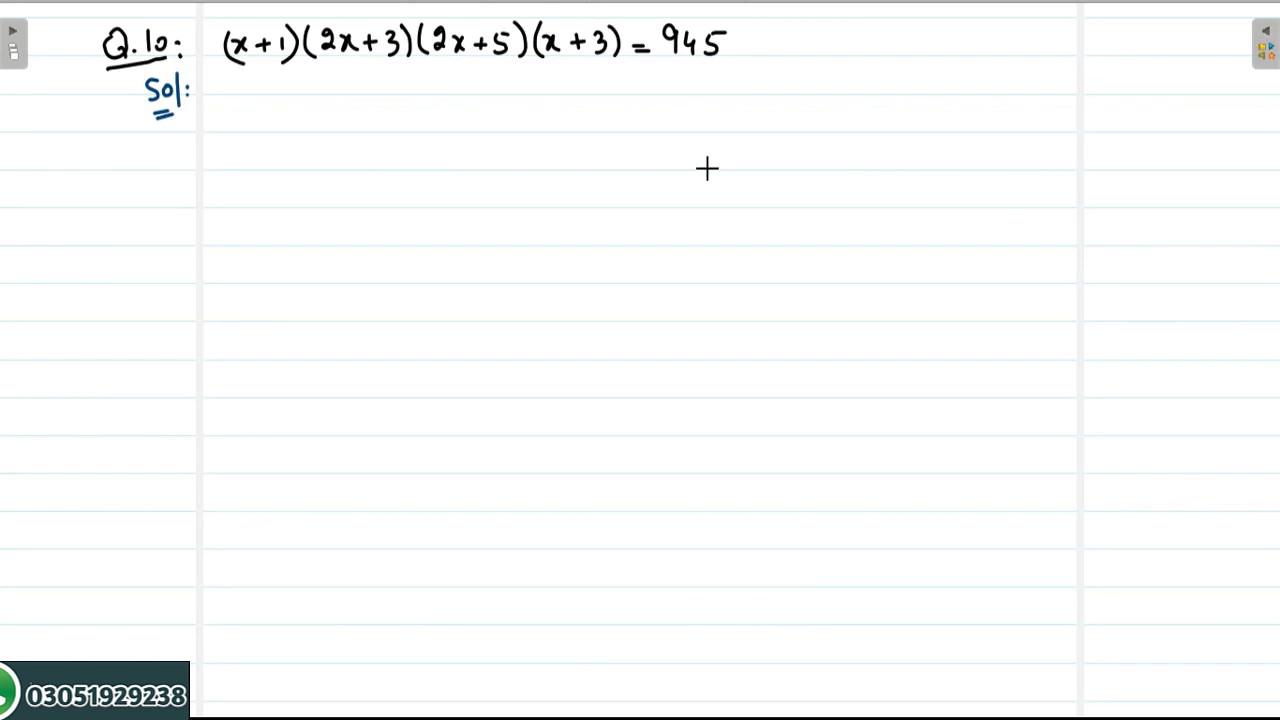 Q.10: (x+1)(2x+3)(2x+5)(x+3) = 945
Sol:
03051929238